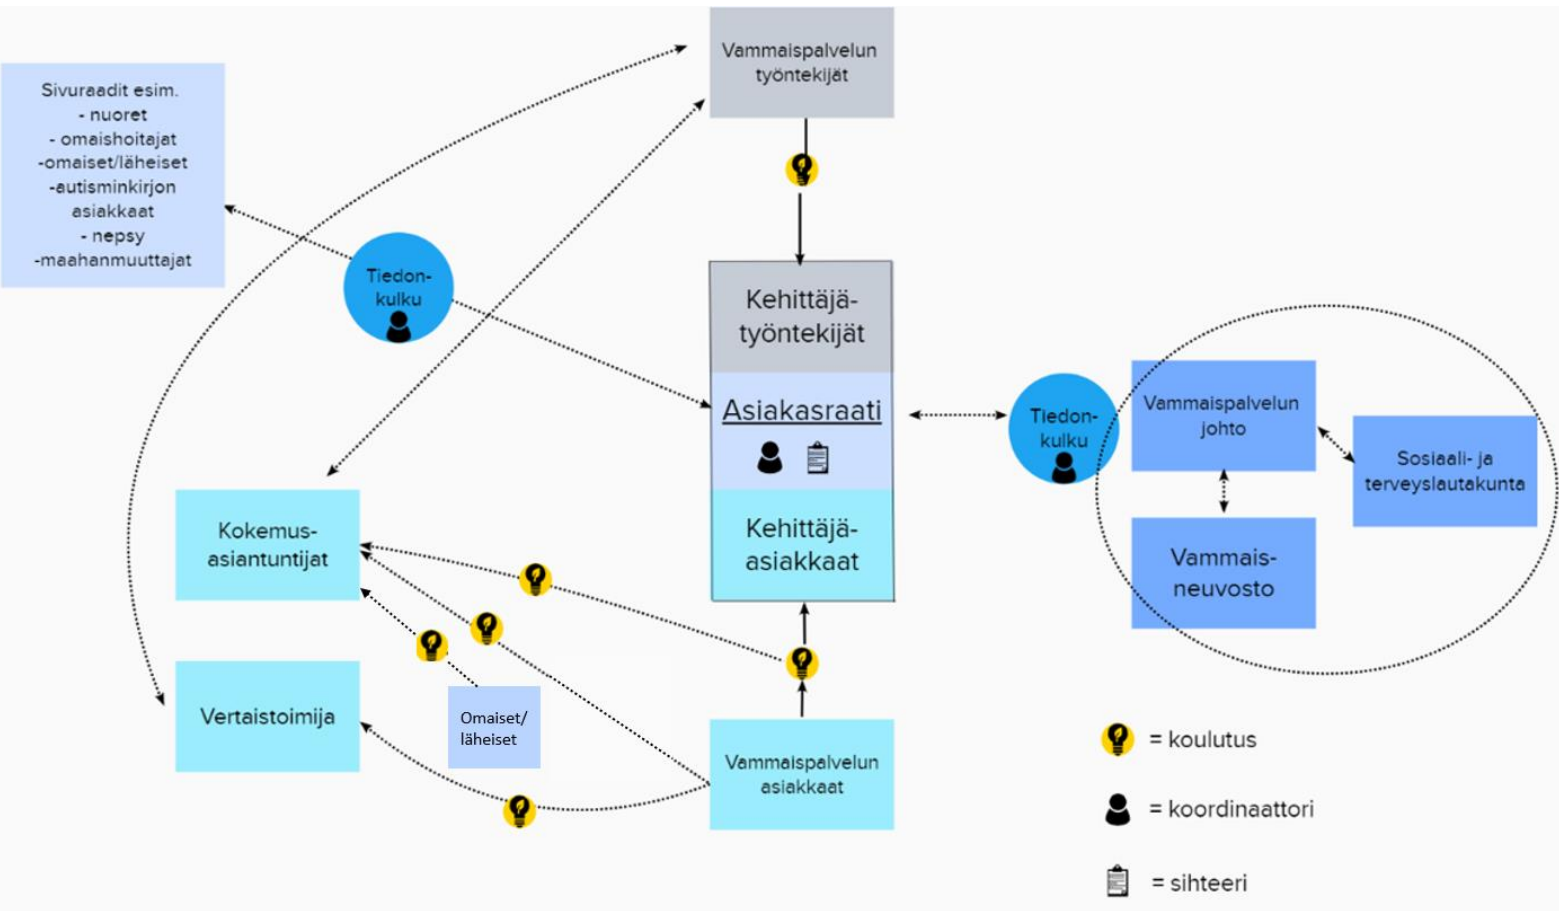 Vammaispalvelun
työntekijät
Sivuraadit esim.
- nuoret
- omaishoitajat
-omaiset/läheiset
-autisminkirjon
asiakkaat
- nepsy
-maahanmuuttajat
Tiedon-
kulku
Kehittäjä-
työntekijät
Asiakasraati
Kehittäjä-
asiakkaat
Tiedon-
kulku
Vammaispalvelun
johto
Sosiaali- ja
terveyslautakunta
Vammais-
neuvosto
Kokemus-
asiantuntijat
Vertaistoimija
Omaiset/
läheiset
Vammaispalvelun
asiakkaat
= koulutus
= koordinaattori
= sihteeri